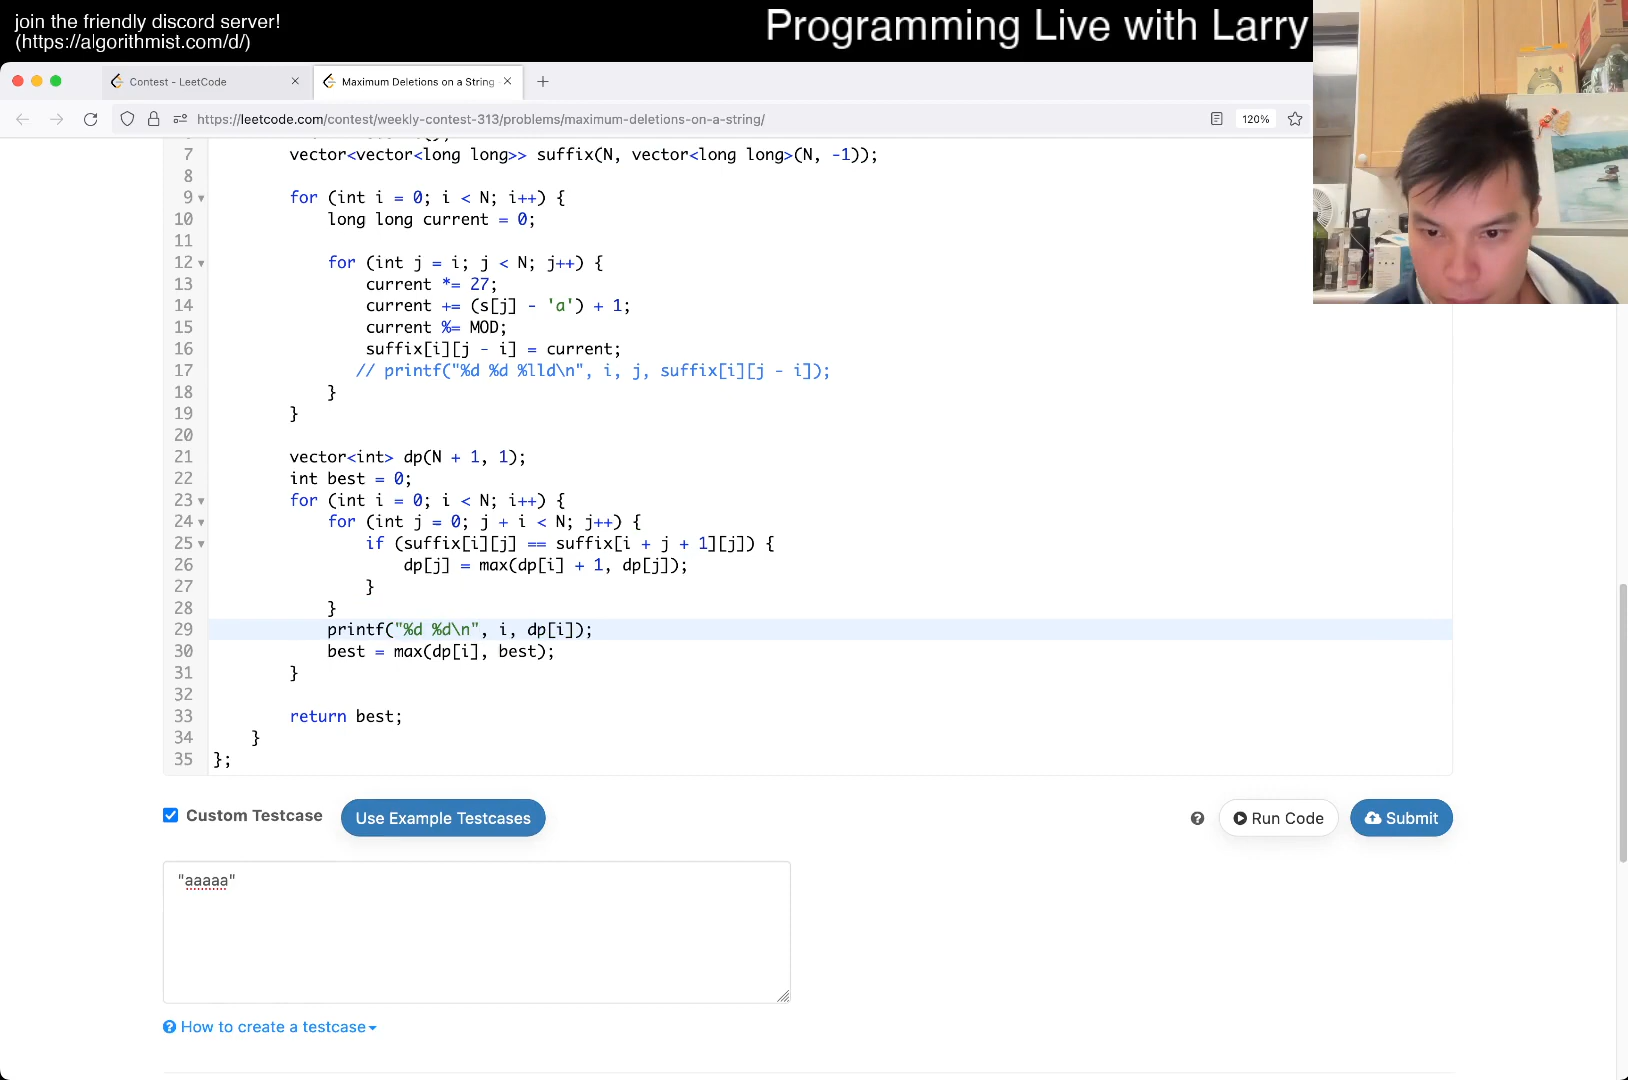 join the friendly discord server!
(https://algorithmist.com/d/)
Programming Live with Larry
Contest - LeetCode
Maximum Deletions on a String
https://leetcode.com/contest/weekly-contest-313/problems/maximum-deletions-on-a-string/
120%
7 vector<vector<long long>> suffix(N, vector<long long>(N, -1));
8
9 for (int i = 0; i < N; i++) {
10 long long current = 0;
11
12 for (int j = i; j < N; j++) {
13 current *= 27;
14 current += (s[j] - 'a') + 1;
15 current %= MOD;
16 suffix[i][j - i] = current;
17 // printf("%d %d %lld\n", i, j, suffix[i][j - i]);
18 }
19 }
20
21 vector<int> dp(N + 1, 1);
22 int best = 0;
23 for (int i = 0; i < N; i++) {
24 for (int j = 0; j + i < N; j++) {
25 if (suffix[i][j] == suffix[i + j + 1][j]) {
26 dp[j] = max(dp[i] + 1, dp[j]);
27 }
28 }
29 printf("%d %d\n", i, dp[i]);
30 best = max(dp[i], best);
31 }
32
33 return best;
34 }
35 };
Custom Testcase
Use Example Testcases
Run Code
Submit
"aaaaa"
How to create a testcase